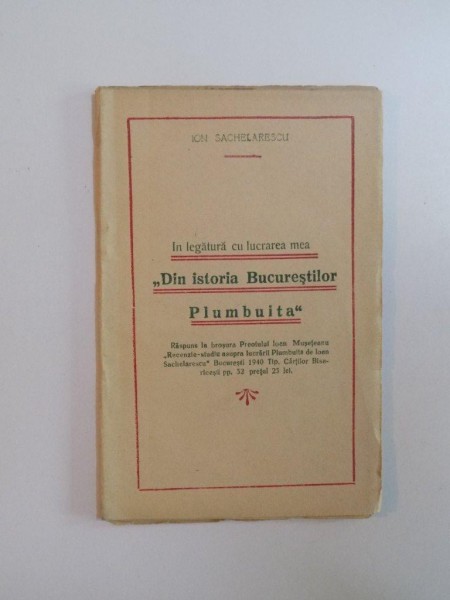 ION SACHELARESCU
In legătură cu lucrarea mea
„Din istoria Bucureştilor
Plumbuita“
Răspuns la broşura Preotului Ioan Muşeţeanu
„Recenzie-studiu asupra lucrării Plumbuita de Ioan
Sachelarescu” Bucureşti 1940 Tip. Cărţilor Bise-
riceşti pp. 32 preţul 25 lei.